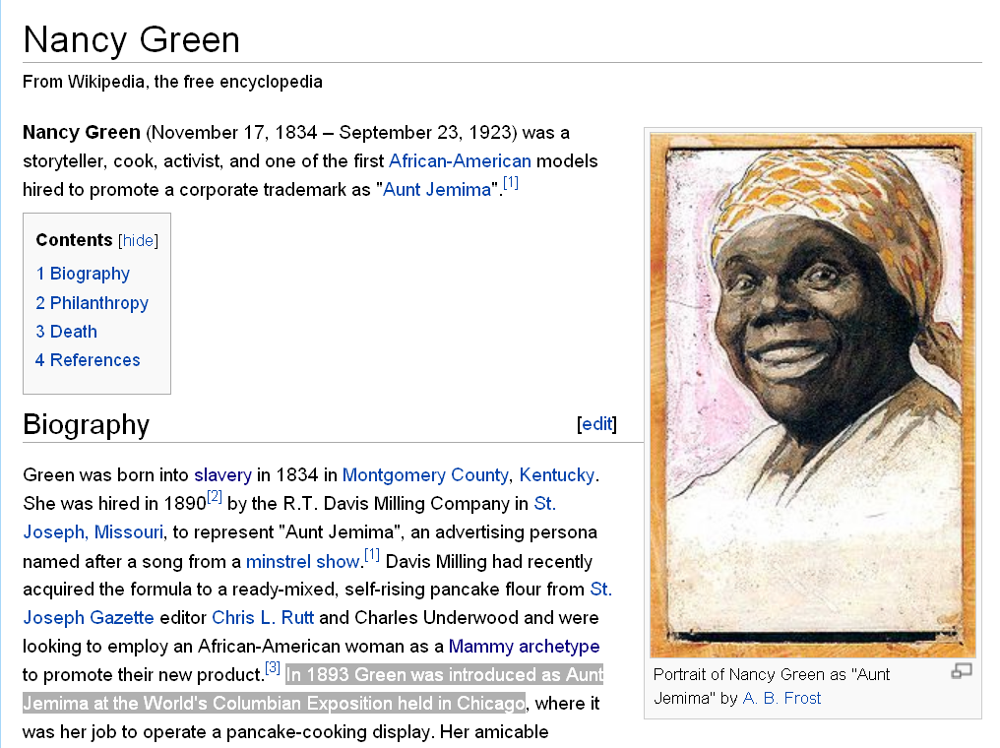 Nancy Green
From Wikipedia, the free encyclopedia
Nancy Green (November 17, 1834 – September 23, 1923) was a
storyteller, cook, activist, and one of the first African-American models
hired to promote a corporate trademark as "Aunt Jemima".[1]
Contents [hide]
1 Biography
2 Philanthropy
3 Death
4 References
Biography [edit]
Green was born into slavery in 1834 in Montgomery County, Kentucky.
She was hired in 1890[2] by the R.T. Davis Milling Company in St.
Joseph, Missouri, to represent "Aunt Jemima", an advertising persona
named after a song from a minstrel show.[1] Davis Milling had recently
acquired the formula to a ready-mixed, self-rising pancake flour from St.
Joseph Gazette editor Chris L. Rutt and Charles Underwood and were
looking to employ an African-American woman as a Mammy archetype
to promote their new product.[3] In 1893 Green was introduced as Aunt
Jemima at the World's Columbian Exposition held in Chicago, where it
was her job to operate a pancake-cooking display. Her amicable
Portrait of Nancy Green as "Aunt
Jemima" by A. B. Frost